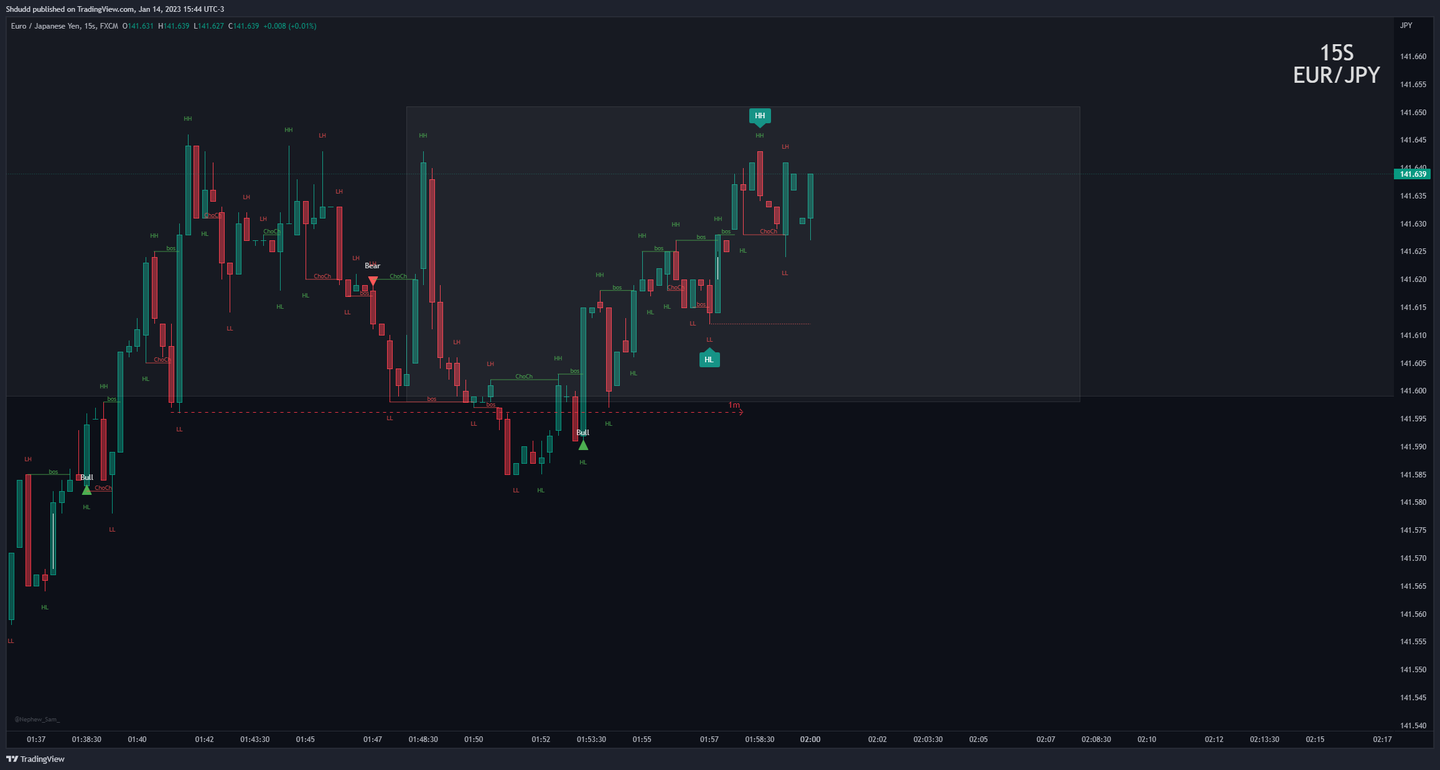 Shdudd published on TradingView.com, Jan 14, 2023 15:44 UTC-3
Euro / Japanese Yen, 15s, FXCM O141.631 H141.639 L141.627 C141.639 +0.008 (+0.01%)
JPY
15S
EUR/JPY
141.660
141.655
141.650
141.645
141.640
141.639
141.635
141.630
141.625
141.620
141.615
141.610
141.605
141.600
141.595
141.590
141.585
141.580
141.575
141.570
141.565
141.560
141.555
141.550
141.545
141.540
HH
HH
HH
LH
HH
HH
LH
LH
LH
LH
ChoCh
LH
ChoCh
HL
HH
bos
HH
HH
HH
bos
bos
bos
HL
ChoCh
LH
Bear
ChoCh
ChoCh
bos
HH
bos
ChoCh
LL
HL
HL
LL
LL
HL
HL
bos
LL
LL
HL
LH
ChoCh
HL
HH
bos
LH
HH
bos
ChoCh
HL
bos
bos
LL
1m
LL
LL
HL
Bull
HL
LH
bos
Bull
ChoCh
HL
LL
LL
HL
HL
LL
@Nephew_Sam_
01:37 01:38:30 01:40 01:42 01:43:30 01:45 01:47 01:48:30 01:50 01:52 01:53:30 01:55 01:57 01:58:30 02:00 02:02 02:03:30 02:05 02:07 02:08:30 02:10 02:12 02:13:30 02:15 02:17
TradingView